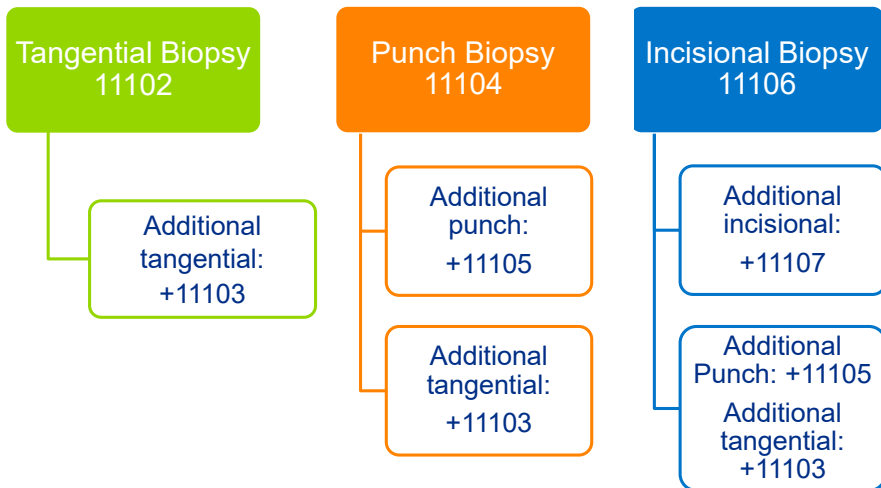 Tangential Biopsy
11102
Additional
tangential:
+11103
Punch Biopsy
11104
Additional
punch:
+11105
Additional
tangential:
+11103
Incisional Biopsy
11106
Additional
incisional:
+11107
Additional
Punch: +11105
Additional
tangential:
+11103